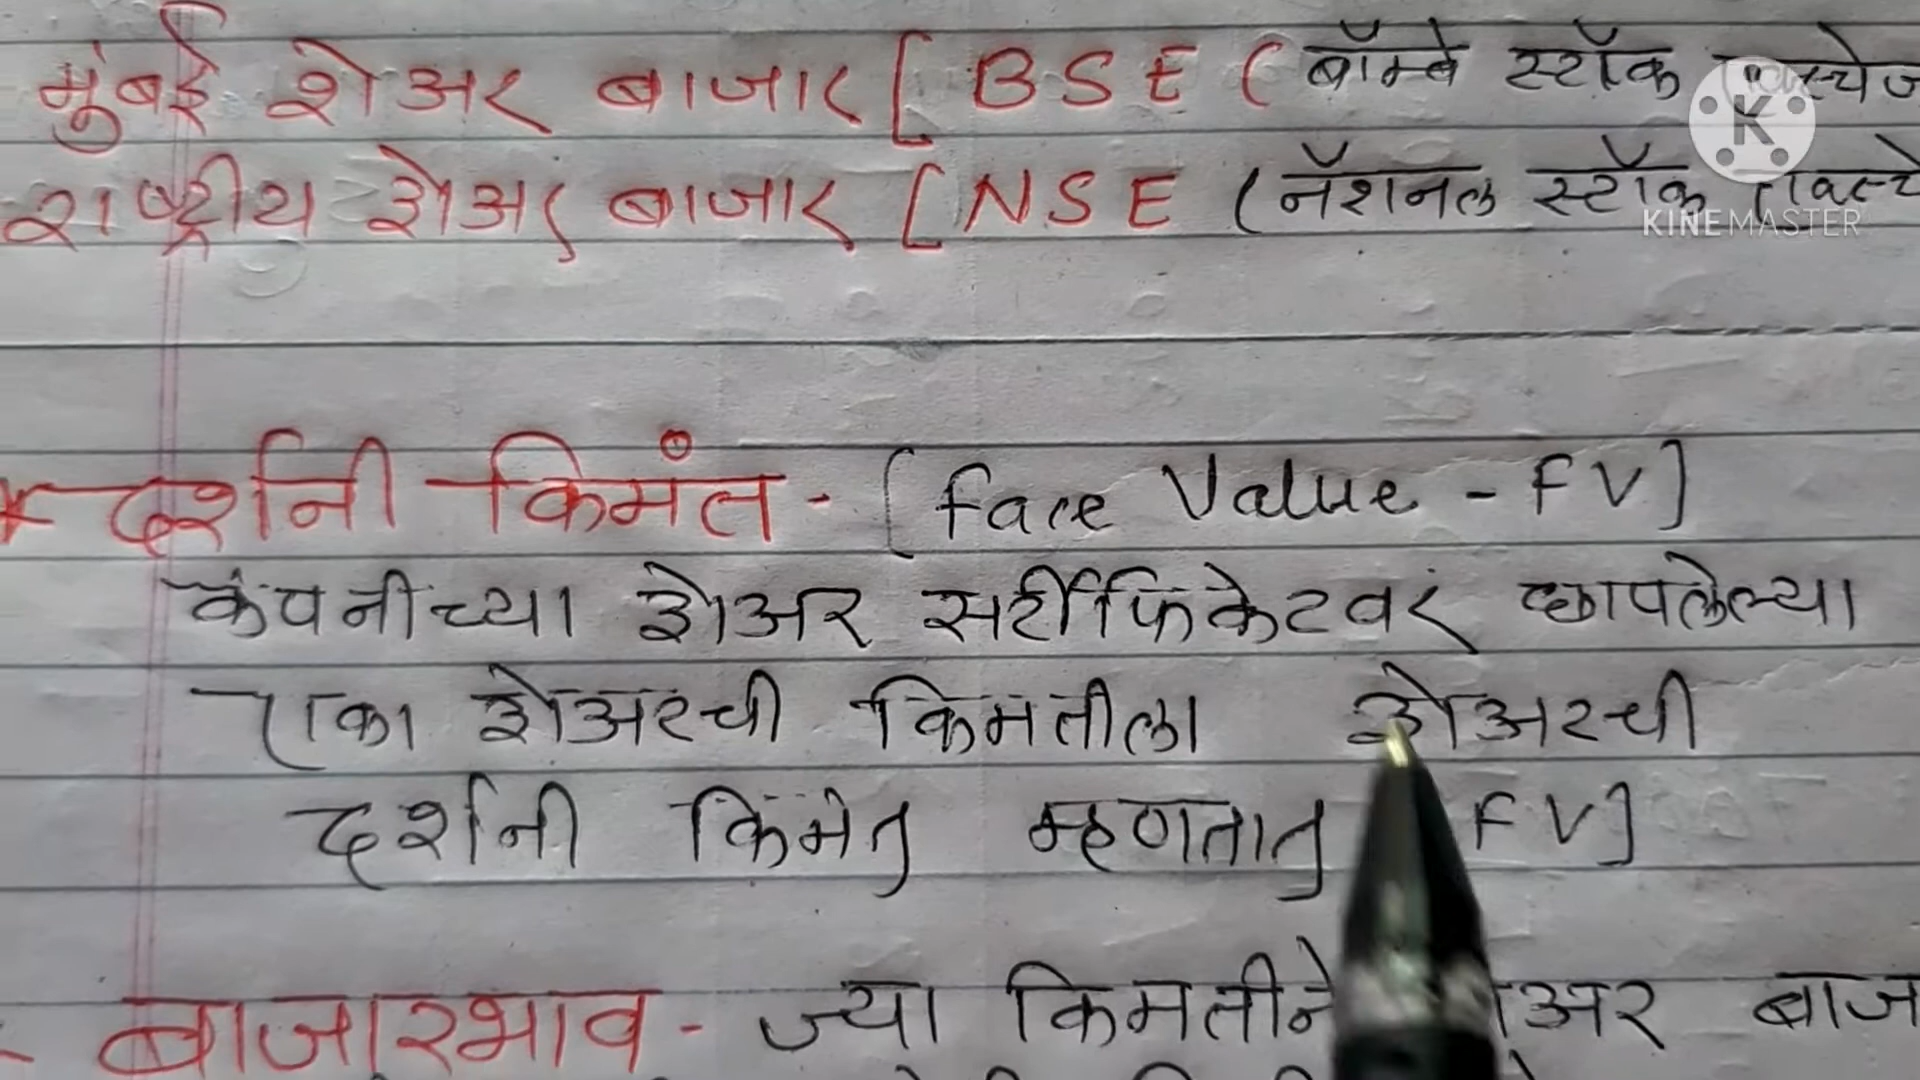 मुंबई शेअर बाजार [BSE (बॉम्बे स्टॉक
राष्ट्रीय शेअर बाजार [NSE (नॅशनल स्टॉक
K
KINEMASTER
दर्शनी किमंत - [Face Value - FV]
कंपनीच्या शेअर सर्टीफिकेटवर छापलेल्या
एका शेअरची किमतीला शेअरची
दर्शनी किंमत म्हणतात FV]
बाजारभाव - ज्या किमतीने शेअर बाज